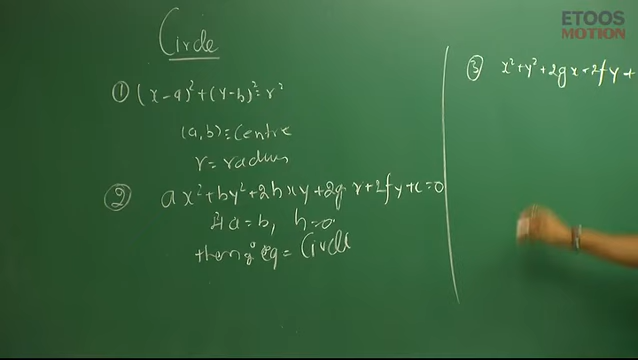 ETOOS
MOTION
Circle
① (x-a)²+(y-b)²=r²
(a,b)=Centre
r=radius
② ax²+by²+2hxy+2gx+2fy+c=0
If a=b, h=0
then eq = Circle
③ x²+y²+2gx+2fy+